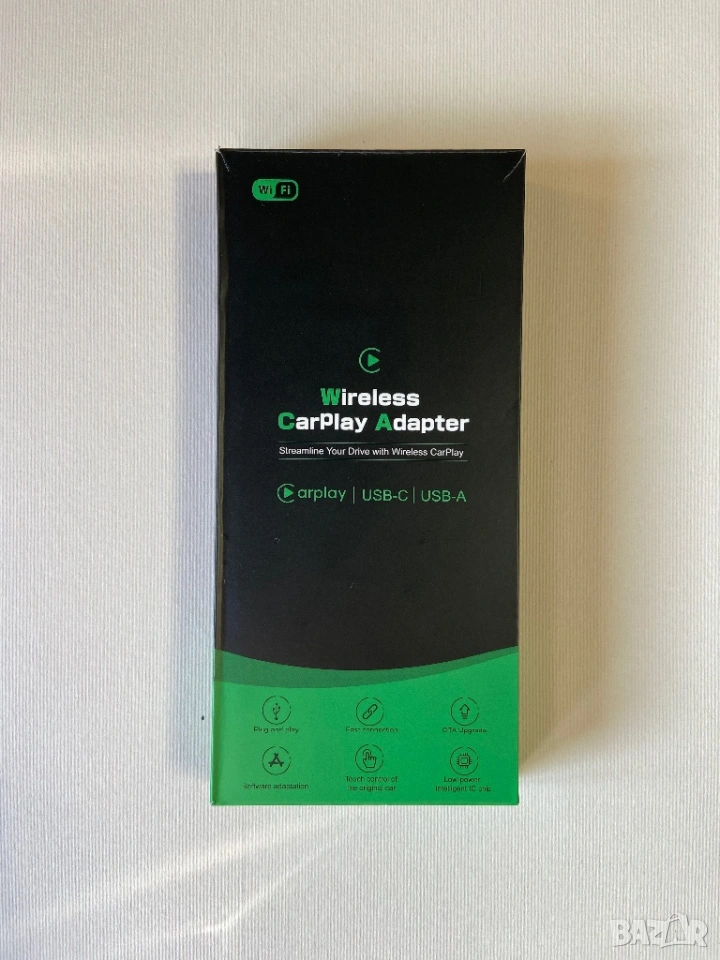 Wi Fi
Wireless
CarPlay Adapter
Streamline Your Drive with Wireless CarPlay
Carplay | USB-C | USB-A
Plug and play
Fast connection
OTA Upgrade
Software adaptation
Touch control of
the original car
Low power
Intelligent IC chip
BAZAR